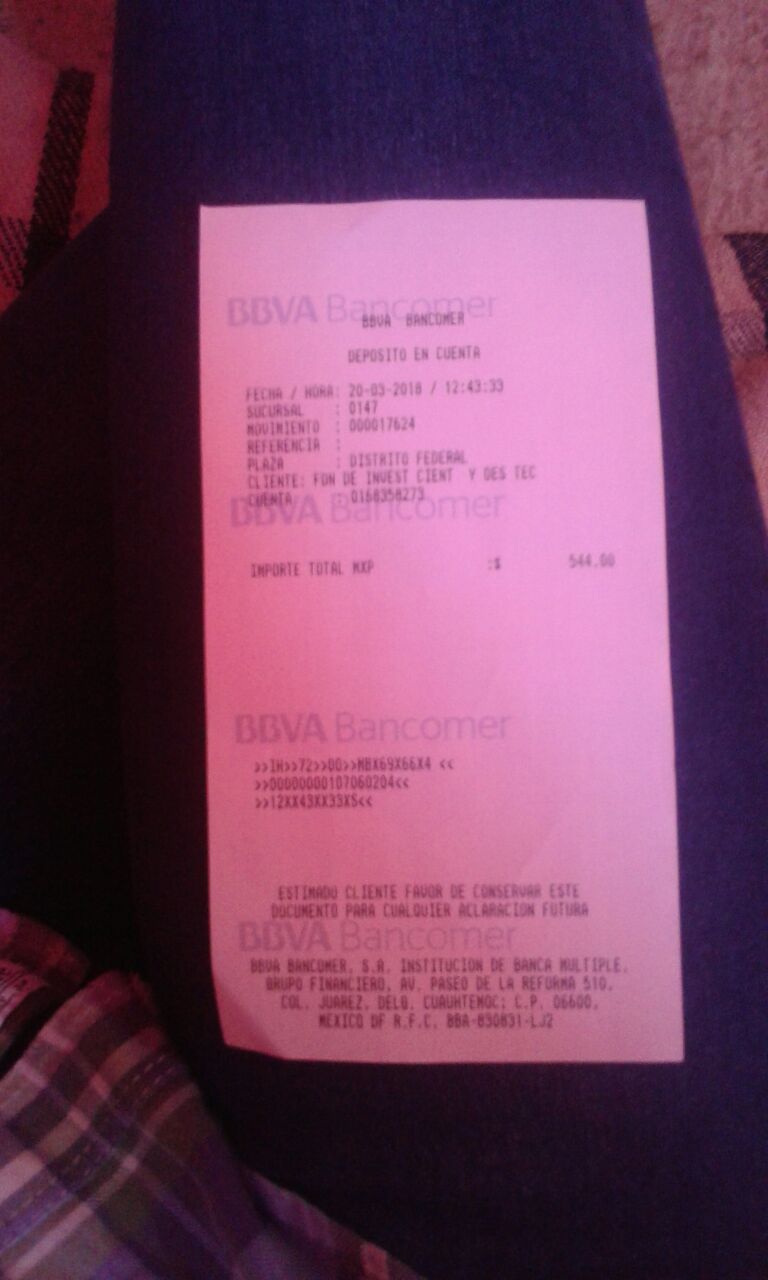 BBVA Bancomer
BBVA BANCOMER
DEPOSITO EN CUENTA
FECHA / HORA: 20-03-2018 / 12:43:33
SUCURSAL : 0147
MOVIMIENTO : 000017624
REFERENCIA :
PLAZA : DISTRITO FEDERAL
CLIENTE: FDN DE INVEST CIENT Y DES TEC
CUENTA : 0168358273
BBVA Bancomer
IMPORTE TOTAL MXP :$ 544.00
BBVA Bancomer
>>IH>>72>>00>>MBX69X66X4 <<
>>00000000107060204<<
>>12XX43XX33XS<<
ESTIMADO CLIENTE FAVOR DE CONSERVAR ESTE
DOCUMENTO PARA CUALQUIER ACLARACION FUTURA
BBVA Bancomer
BBVA BANCOMER, S.A. INSTITUCION DE BANCA MULTIPLE,
GRUPO FINANCIERO, AV. PASEO DE LA REFORMA 510,
COL. JUAREZ, DELG. CUAUHTEMOC; C.P. 06600,
MEXICO DF R.F.C. BBA-830831-LJ2